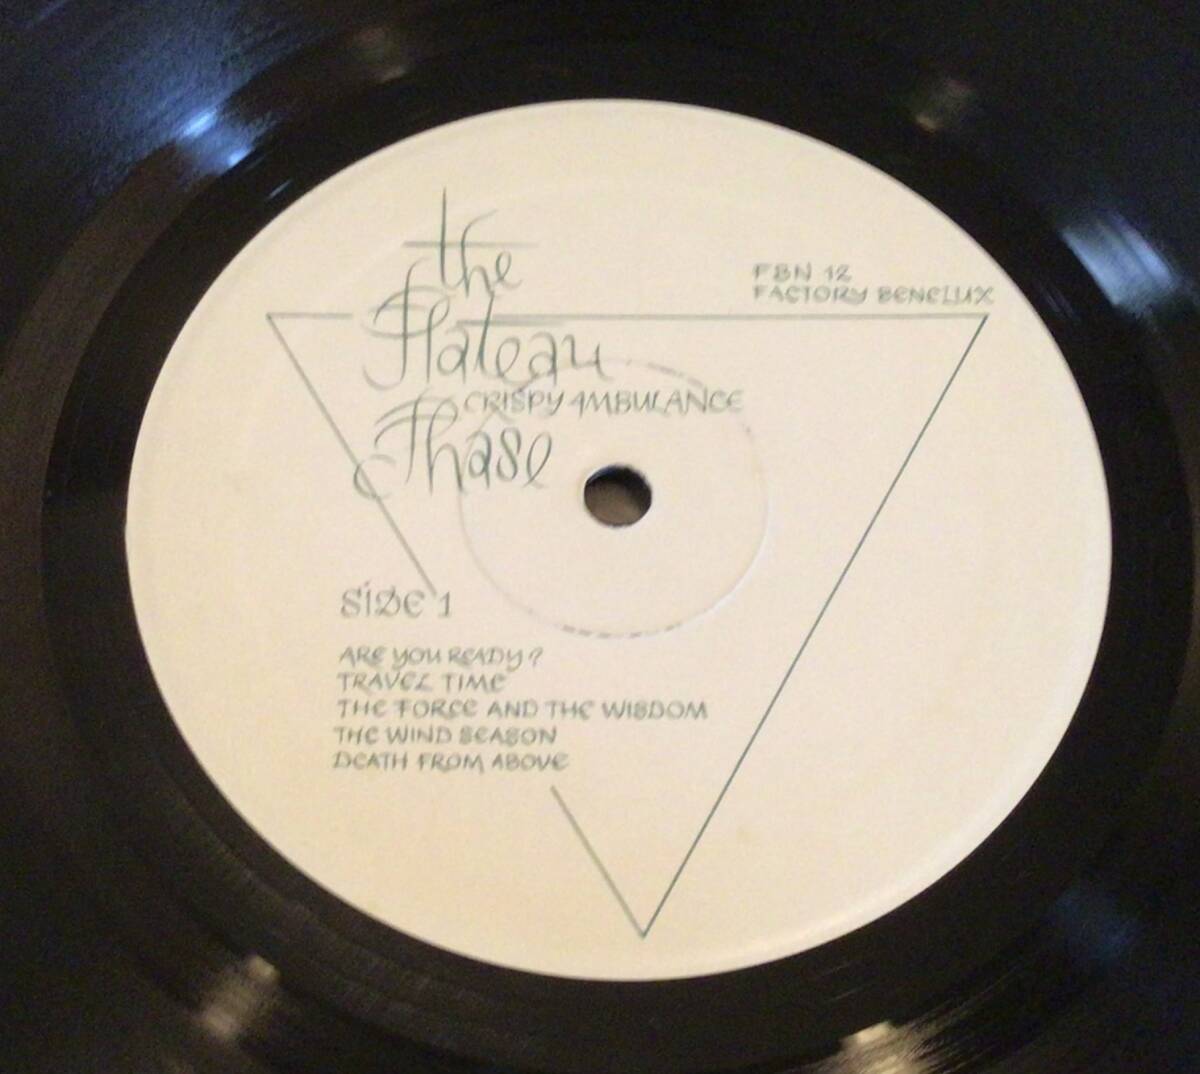 the
Plateau
Phase
FBN 12
FACTORY BENELUX
CRISPY AMBULANCE
SIDE 1
ARE YOU READY?
TRAVEL TIME
THE FORCE AND THE WISDOM
THE WIND SEASON
DEATH FROM ABOVE